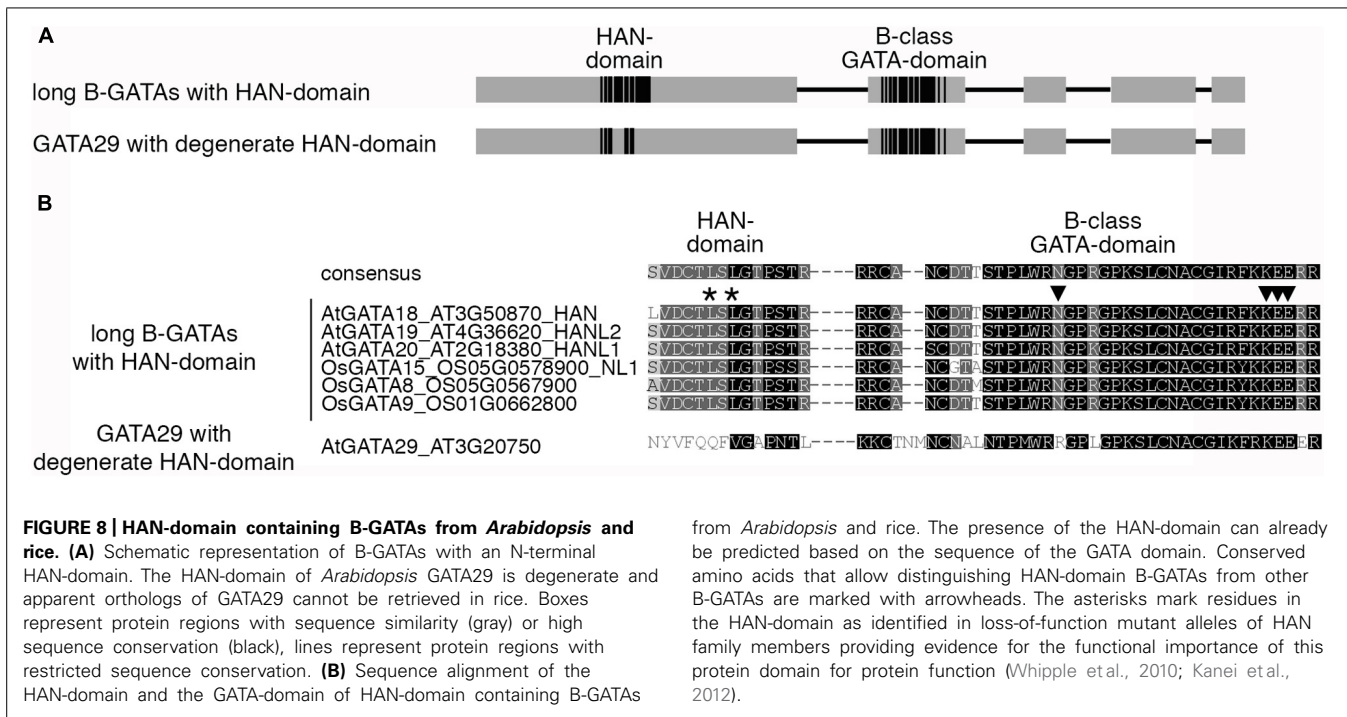 A
HAN-
domain
B-class
GATA-domain
long B-GATAs with HAN-domain
GATA29 with degenerate HAN-domain
B
HAN-
domain
B-class
GATA-domain
consensus SVDCTLSLGTPSTR----RRCA--NCDTTSTPLWRNGPRGPKSLCNACGIRFKKEERR
* *
long B-GATAs
with HAN-domain
AtGATA18_AT3G50870_HAN LVDCTLSLGTPSTR----RRCA--NCDTTSTPLWRNGPRGPKSLCNACGIRFKKEERR
AtGATA19_AT4G36620_HANL2 SVDCTLSLGTPSTR----RRCA--NCDTTSTPLWRNGPRGPKSLCNACGIRFKKEERR
AtGATA20_AT2G18380_HANL1 SVDCTLSLGTPSTR----RRCA--SCDTTSTPLWRNGPKGPKSLCNACGIRFKKEERR
OsGATA15_OS05G0578900_NL1 SVDCTLSLGTPSSR----RRCA--NCGTASTPLWRNGPRGPKSLCNACGIRYKKEERR
OsGATA8_OS05G0567900 AVDCTLSLGTPSTR----RRCA--NCDTMSTPLWRNGPRGPKSLCNACGIRYKKEERR
OsGATA9_OS01G0662800 SVDCTLSLGTPSTR----RRCA--NCDTTSTPLWRNGPRGPKSLCNACGIRYKKEERR
GATA29 with
degenerate HAN-domain
AtGATA29_AT3G20750 NYVFQQFVGAPNTL----KKCTNMNCNALNTPMWRRGPLGPKSLCNACGIKFRKEEER
FIGURE 8 | HAN-domain containing B-GATAs from Arabidopsis and
rice. (A) Schematic representation of B-GATAs with an N-terminal
HAN-domain. The HAN-domain of Arabidopsis GATA29 is degenerate and
apparent orthologs of GATA29 cannot be retrieved in rice. Boxes
represent protein regions with sequence similarity (gray) or high
sequence conservation (black), lines represent protein regions with
restricted sequence conservation. (B) Sequence alignment of the
HAN-domain and the GATA-domain of HAN-domain containing B-GATAs
from Arabidopsis and rice. The presence of the HAN-domain can already
be predicted based on the sequence of the GATA domain. Conserved
amino acids that allow distinguishing HAN-domain B-GATAs from other
B-GATAs are marked with arrowheads. The asterisks mark residues in
the HAN-domain as identified in loss-of-function mutant alleles of HAN
family members providing evidence for the functional importance of this
protein domain for protein function (Whipple et al., 2010; Kanei et al.,
2012).